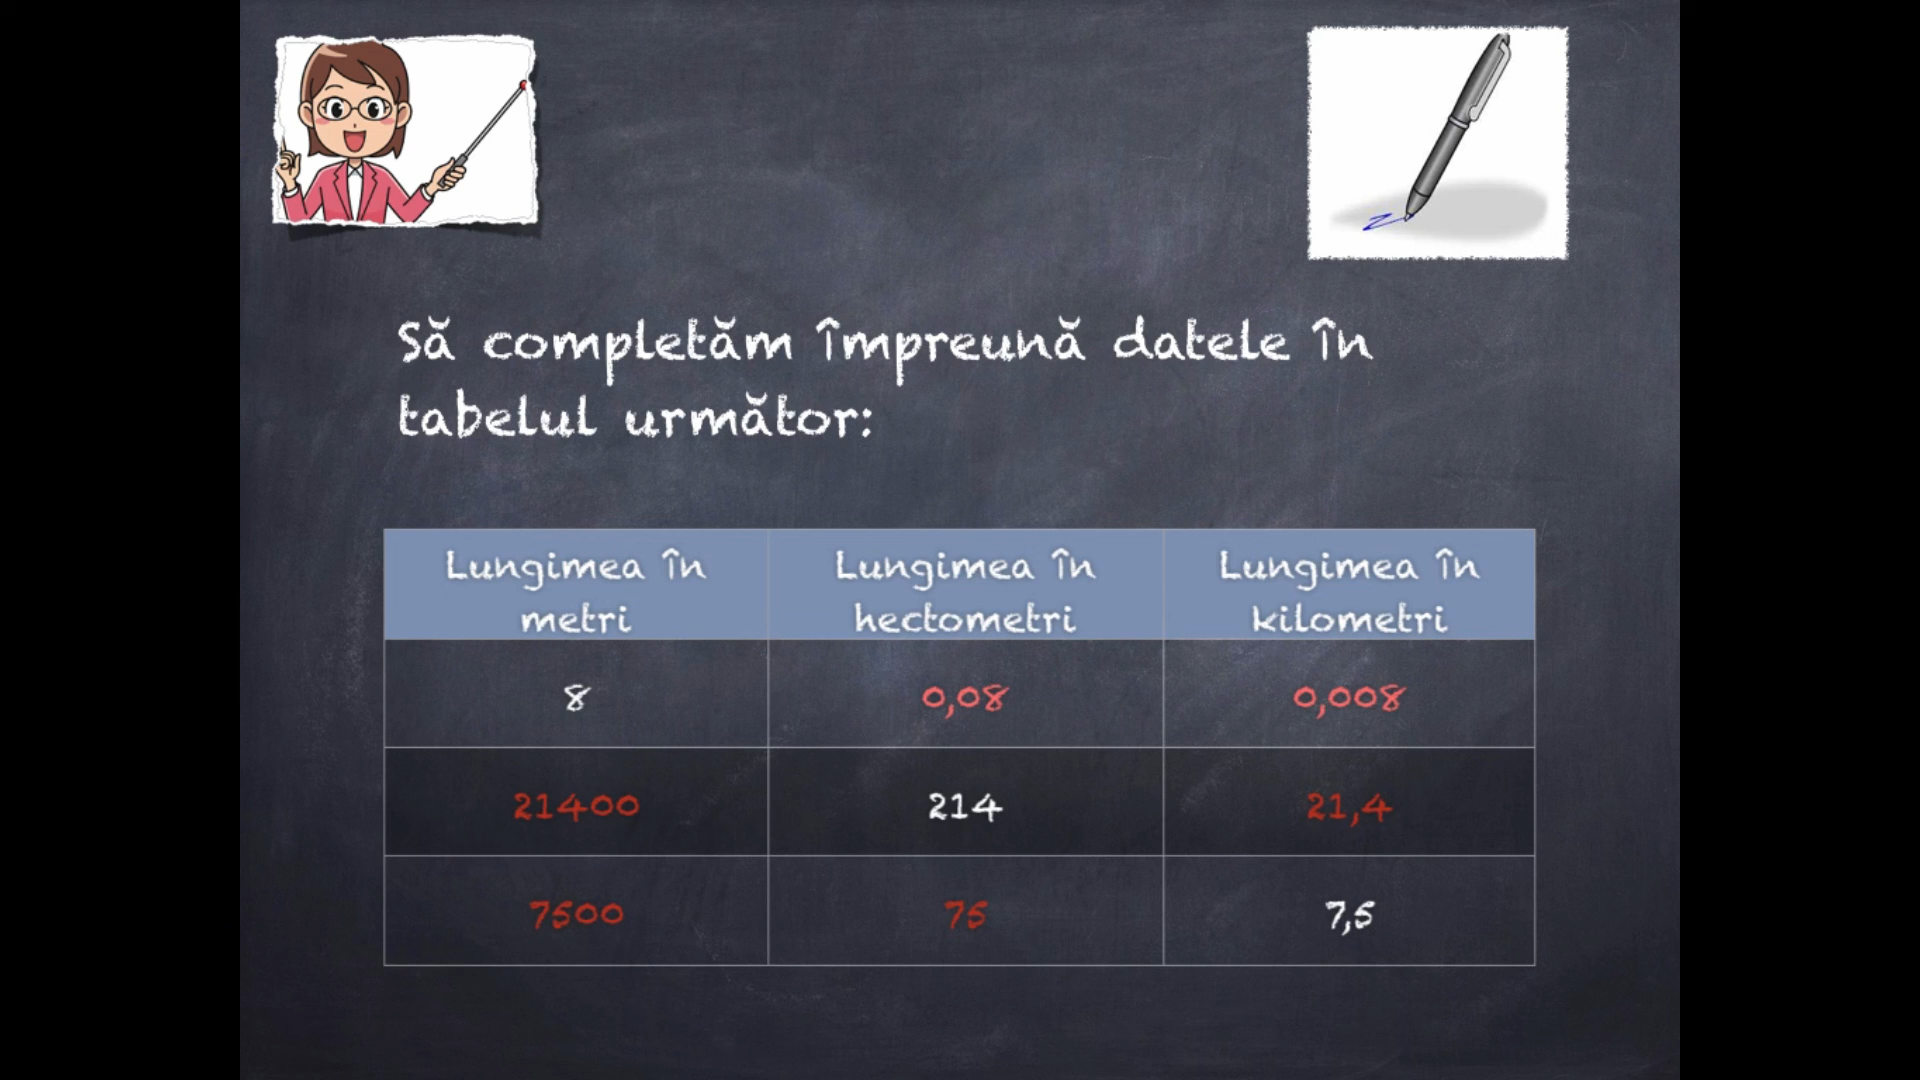 Să completăm împreună datele în
tabelul următor:
Lungimea în metri Lungimea în hectometri Lungimea în kilometri
8 0,08 0,008
21400 214 21,4
7500 75 7,5